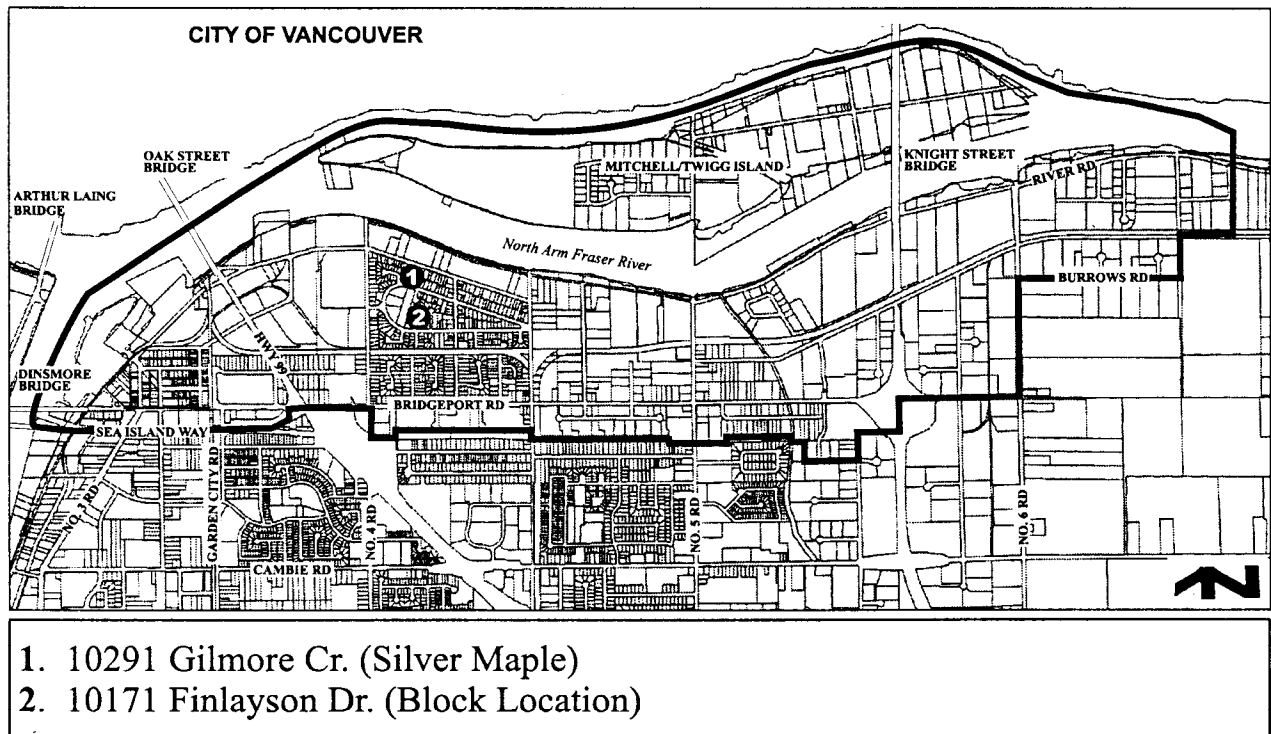 CITY OF VANCOUVER
OAK STREET
BRIDGE
ARTHUR LAING
BRIDGE
MITCHELL/TWIGG ISLAND
KNIGHT STREET
BRIDGE
RIVER RD
North Arm Fraser River
1
2
BURROWS RD
HWY 99
DINSMORE
BRIDGE
BRIDGEPORT RD
SEA ISLAND WAY
NO. 3 RD
GARDEN CITY RD
NO. 4 RD
NO. 5 RD
NO. 6 RD
CAMBIE RD
N
1. 10291 Gilmore Cr. (Silver Maple)
2. 10171 Finlayson Dr. (Block Location)